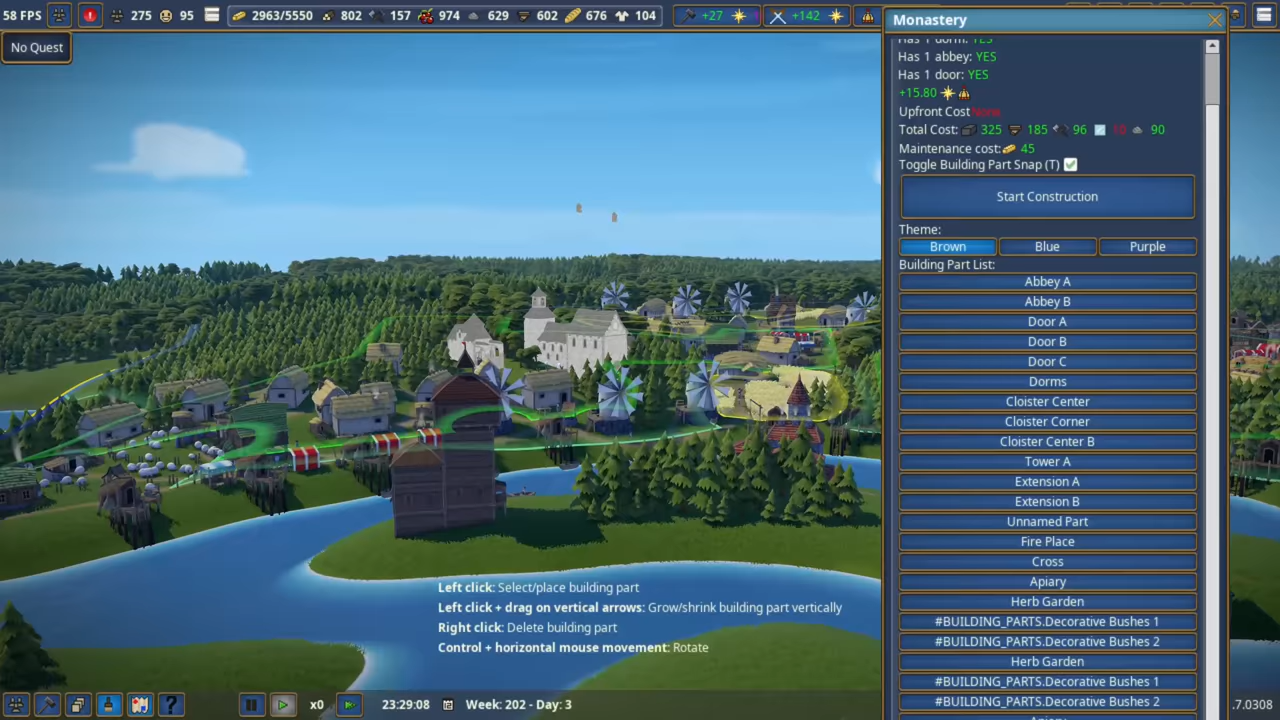 58 FPS
275
95
2963/5550
802
157
974
629
602
676
104
+27
+142
Monastery
No Quest
Has 1 dorm: YES
Has 1 abbey: YES
Has 1 door: YES
+15.80
Upfront CostNone
Total Cost: 325 185 96 10 90
Maintenance cost: 45
Toggle Building Part Snap (T)
Start Construction
Theme:
Brown
Blue
Purple
Building Part List:
Abbey A
Abbey B
Door A
Door B
Door C
Dorms
Cloister Center
Cloister Corner
Cloister Center B
Tower A
Extension A
Extension B
Unnamed Part
Fire Place
Cross
Apiary
Herb Garden
#BUILDING_PARTS.Decorative Bushes 1
#BUILDING_PARTS.Decorative Bushes 2
Herb Garden
#BUILDING_PARTS.Decorative Bushes 1
#BUILDING_PARTS.Decorative Bushes 2
Left click: Select/place building part
Left click + drag on vertical arrows: Grow/shrink building part vertically
Right click: Delete building part
Control + horizontal mouse movement: Rotate
x0
23:29:08
Week: 202 - Day: 3
.7.0308